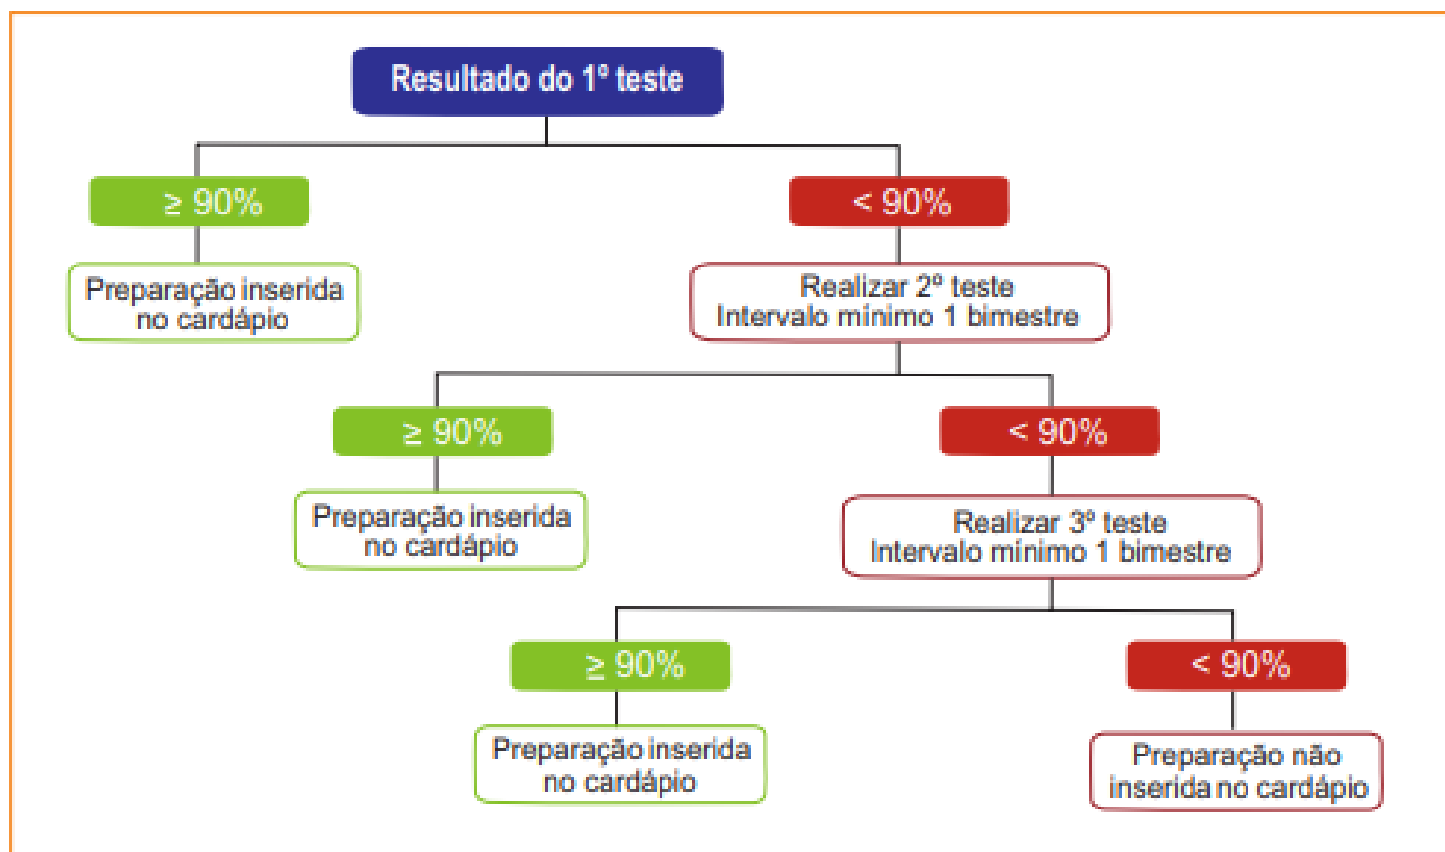 Resultado do 1º teste
≥ 90%
< 90%
Preparação inserida
no cardápio
Realizar 2º teste
Intervalo mínimo 1 bimestre
≥ 90%
< 90%
Preparação inserida
no cardápio
Realizar 3º teste
Intervalo mínimo 1 bimestre
≥ 90%
< 90%
Preparação inserida
no cardápio
Preparação não
inserida no cardápio